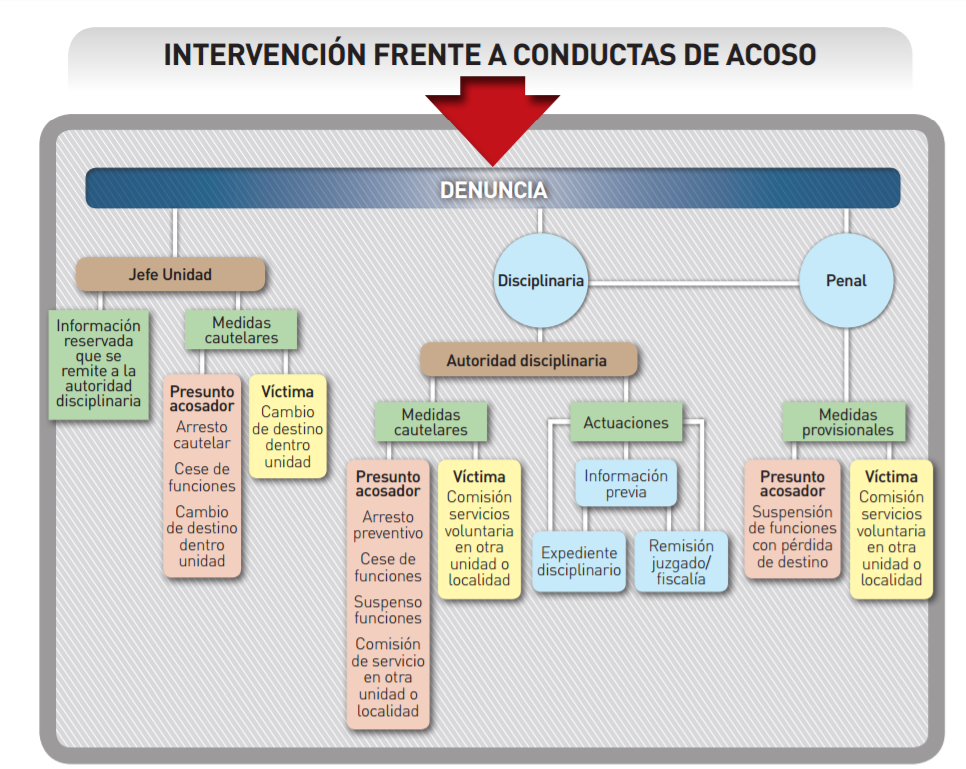 INTERVENCIÓN FRENTE A CONDUCTAS DE ACOSO
DENUNCIA
Jefe Unidad
Información
reservada
que se
remite a la
autoridad
disciplinaria
Medidas
cautelares
Presunto
acosador
Arresto
cautelar
Cese de
funciones
Cambio
de destino
dentro
unidad
Víctima
Cambio
de destino
dentro
unidad
Disciplinaria
Autoridad disciplinaria
Medidas
cautelares
Presunto
acosador
Arresto
preventivo
Cese de
funciones
Suspenso
funciones
Comisión
de servicio
en otra
unidad o
localidad
Víctima
Comisión
servicios
voluntaria
en otra
unidad o
localidad
Actuaciones
Información
previa
Expediente
disciplinario
Remisión
juzgado/
fiscalía
Penal
Medidas
provisionales
Presunto
acosador
Suspensión
de funciones
con pérdida
de destino
Víctima
Comisión
servicios
voluntaria
en otra
unidad o
localidad